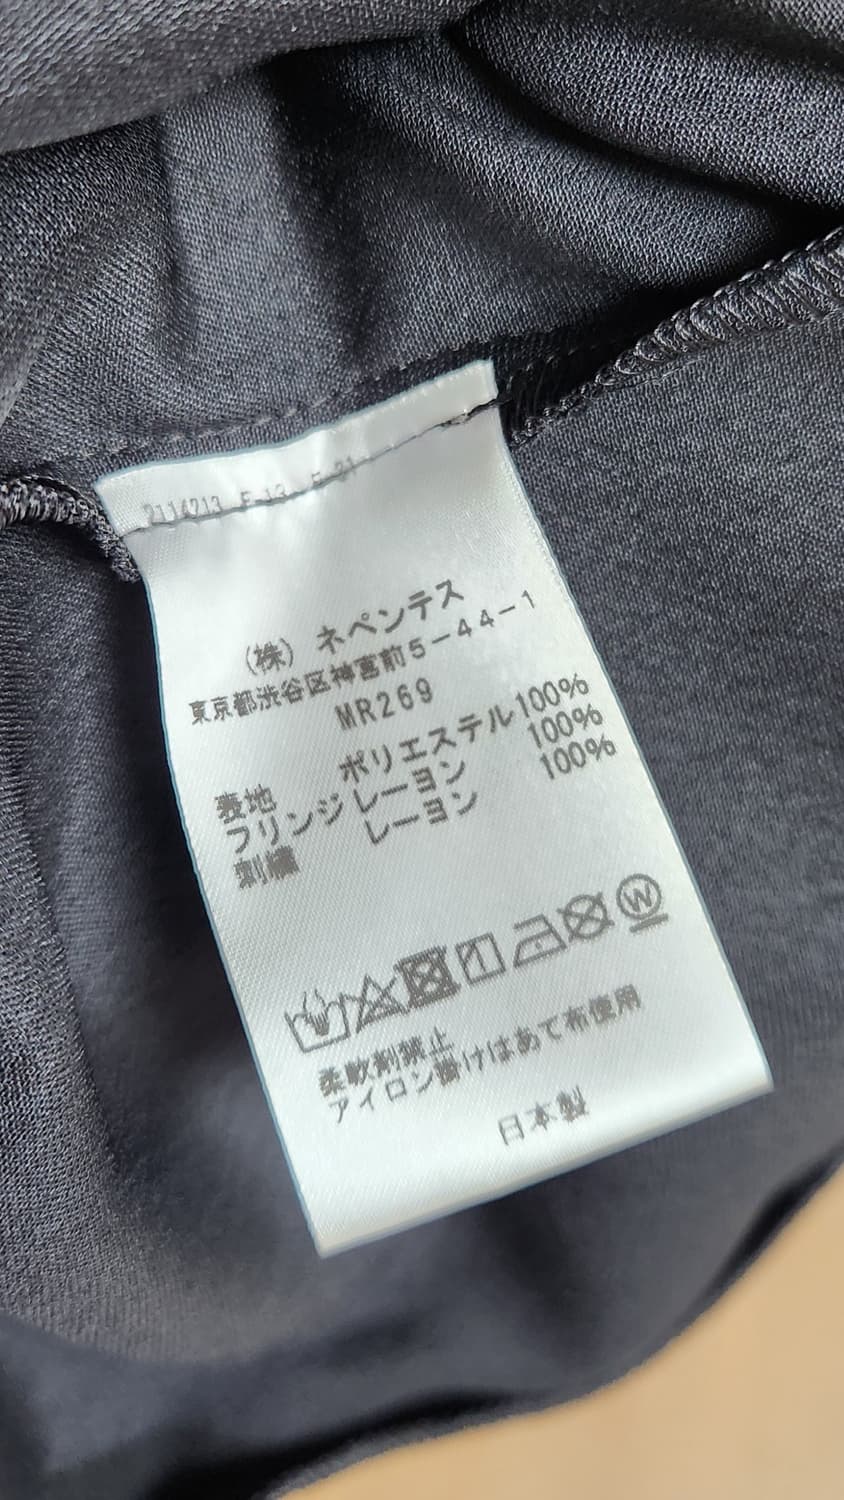 (株) ネペンテス
東京都渋谷区神宮前5-44-1
MR269
表地 ポリエステル100%
フリンジレーヨン 100%
刺繍 レーヨン 100%
W
柔軟剤禁止
アイロン掛けはあて布使用
日本製